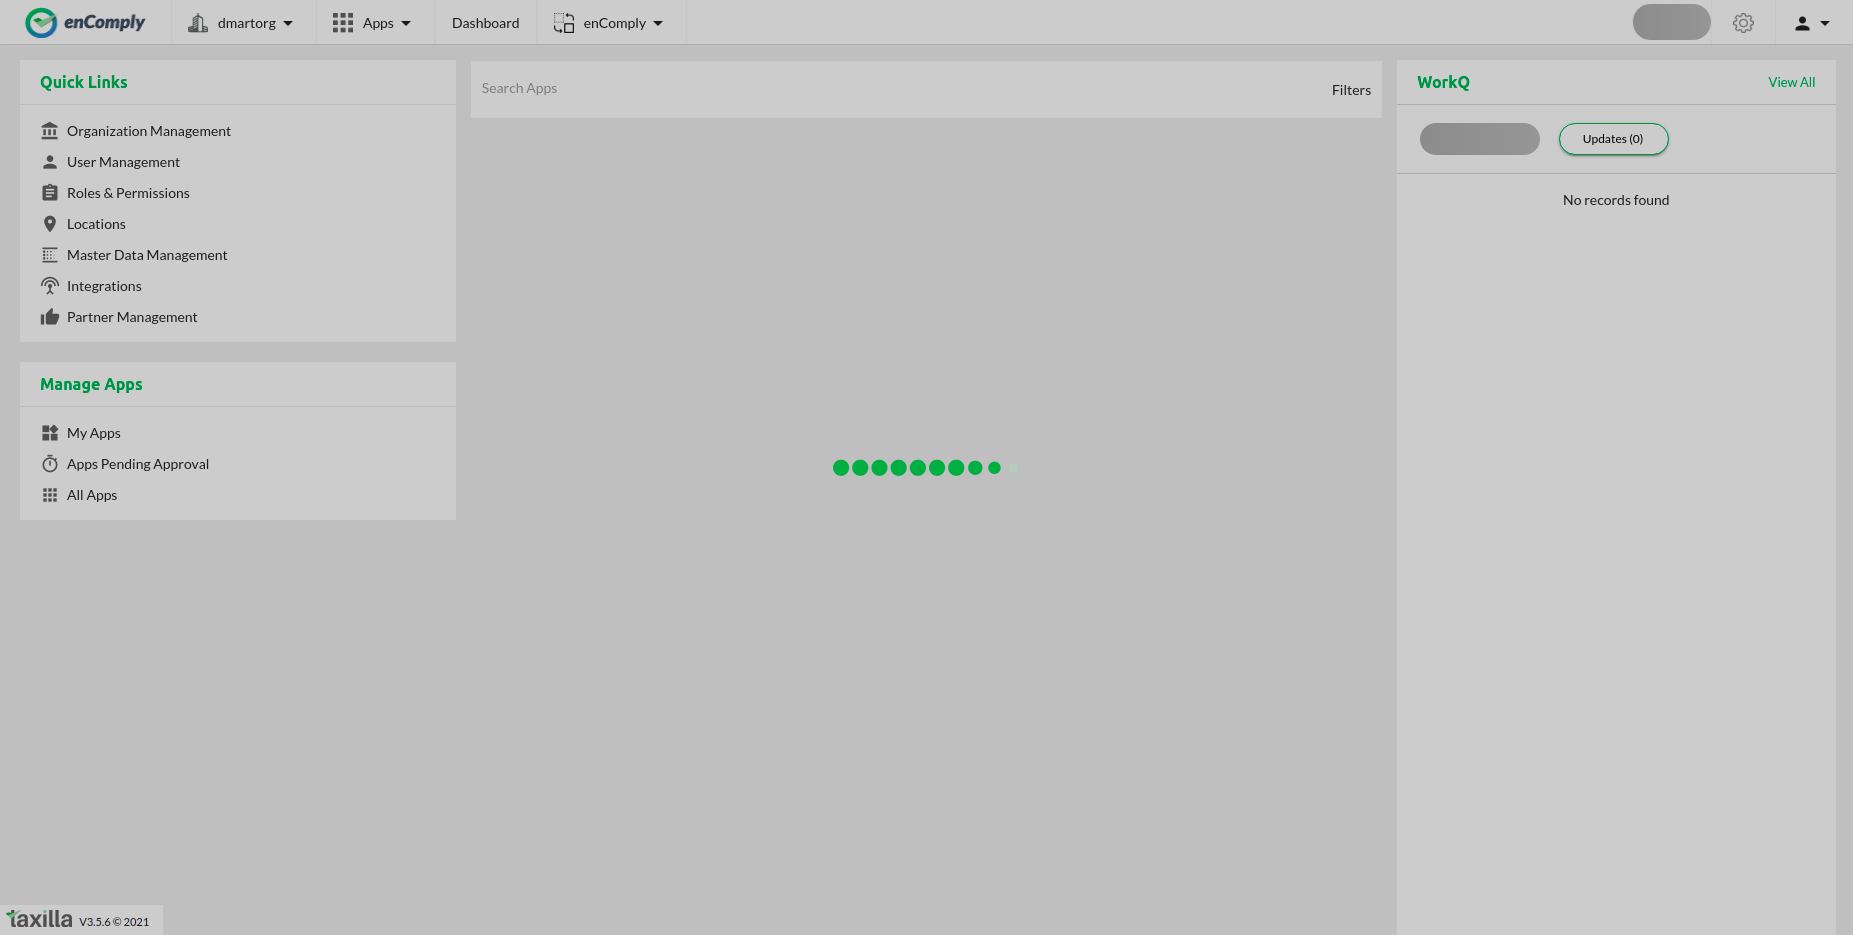 enComply
dmartorg
Apps
Dashboard
enComply
Quick Links
Organization Management
User Management
Roles & Permissions
Locations
Master Data Management
Integrations
Partner Management
Manage Apps
My Apps
Apps Pending Approval
All Apps
Search Apps
Filters
WorkQ
View All
Updates (0)
No records found
taxilla V3.5.6 © 2021